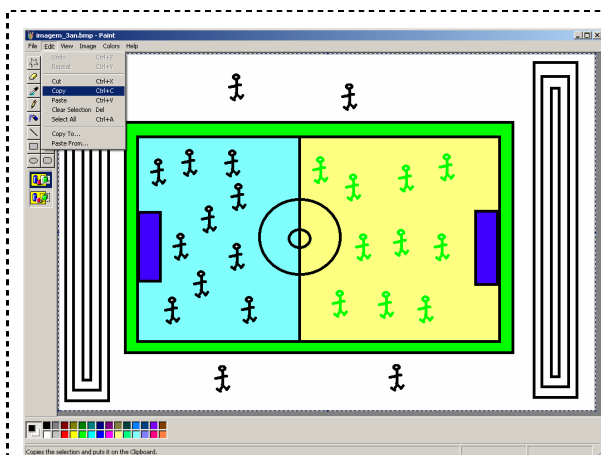 imagem_3an.bmp - Paint
File Edit View Image Colors Help
Undo Ctrl+Z
Repeat Ctrl+Y
Cut Ctrl+X
Copy Ctrl+C
Paste Ctrl+V
Clear Selection Del
Select All Ctrl+A
Copy To...
Paste From...
Copies the selection and puts it on the Clipboard.